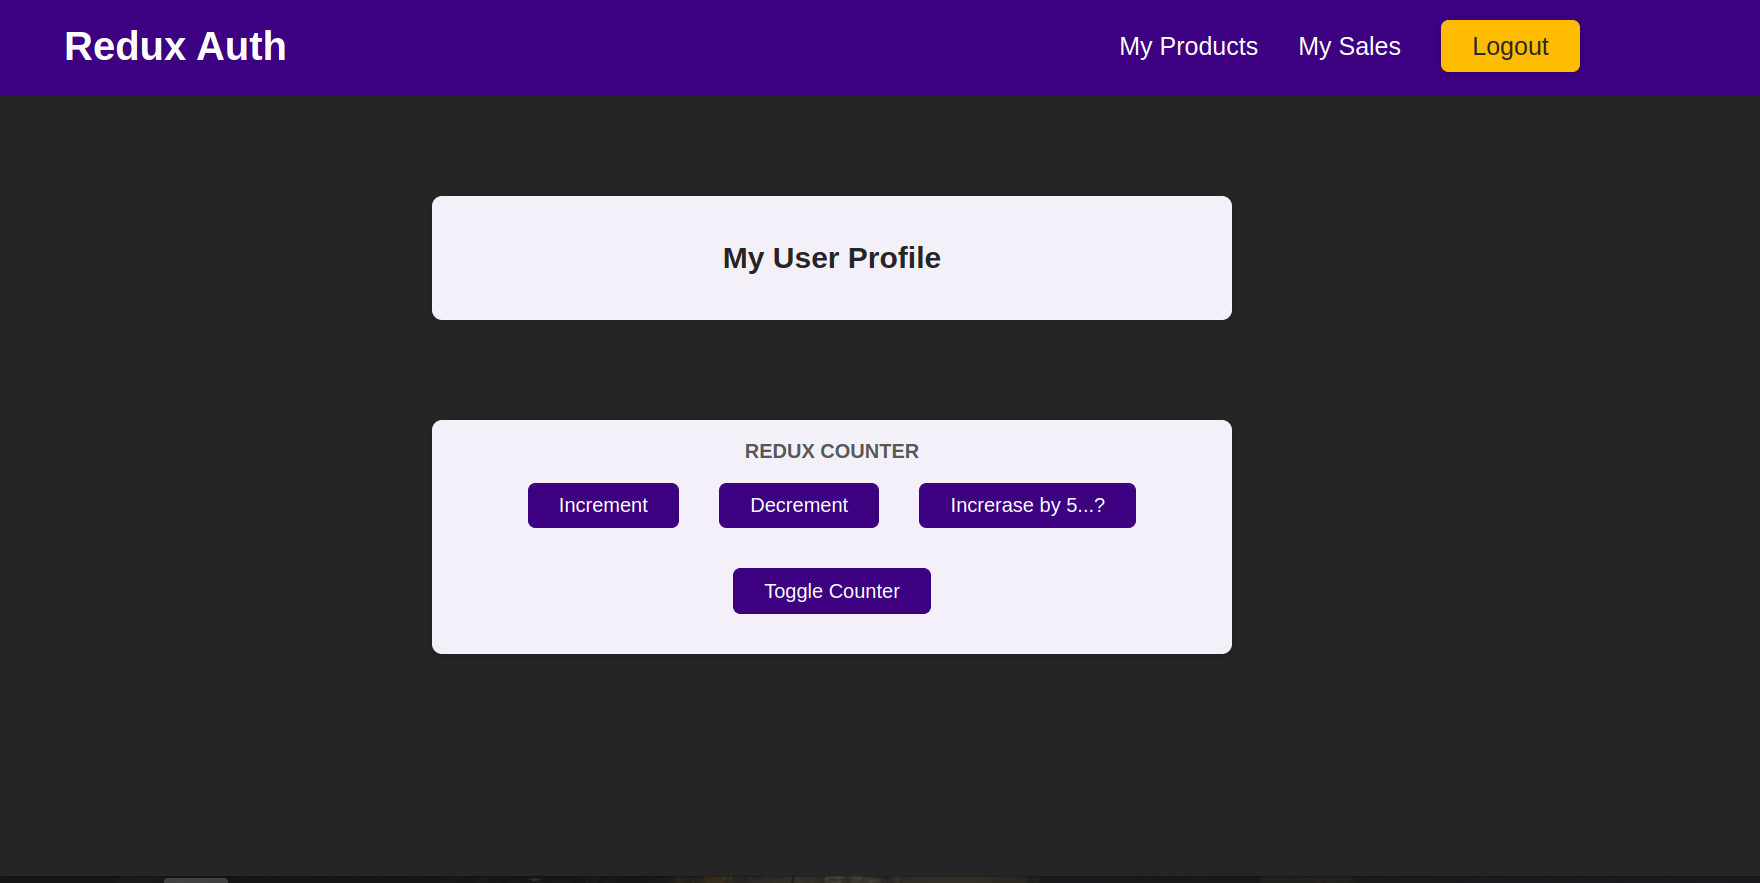 Redux Auth
My Products
My Sales
Logout
My User Profile
REDUX COUNTER
Increment
Decrement
Increrase by 5...?
Toggle Counter